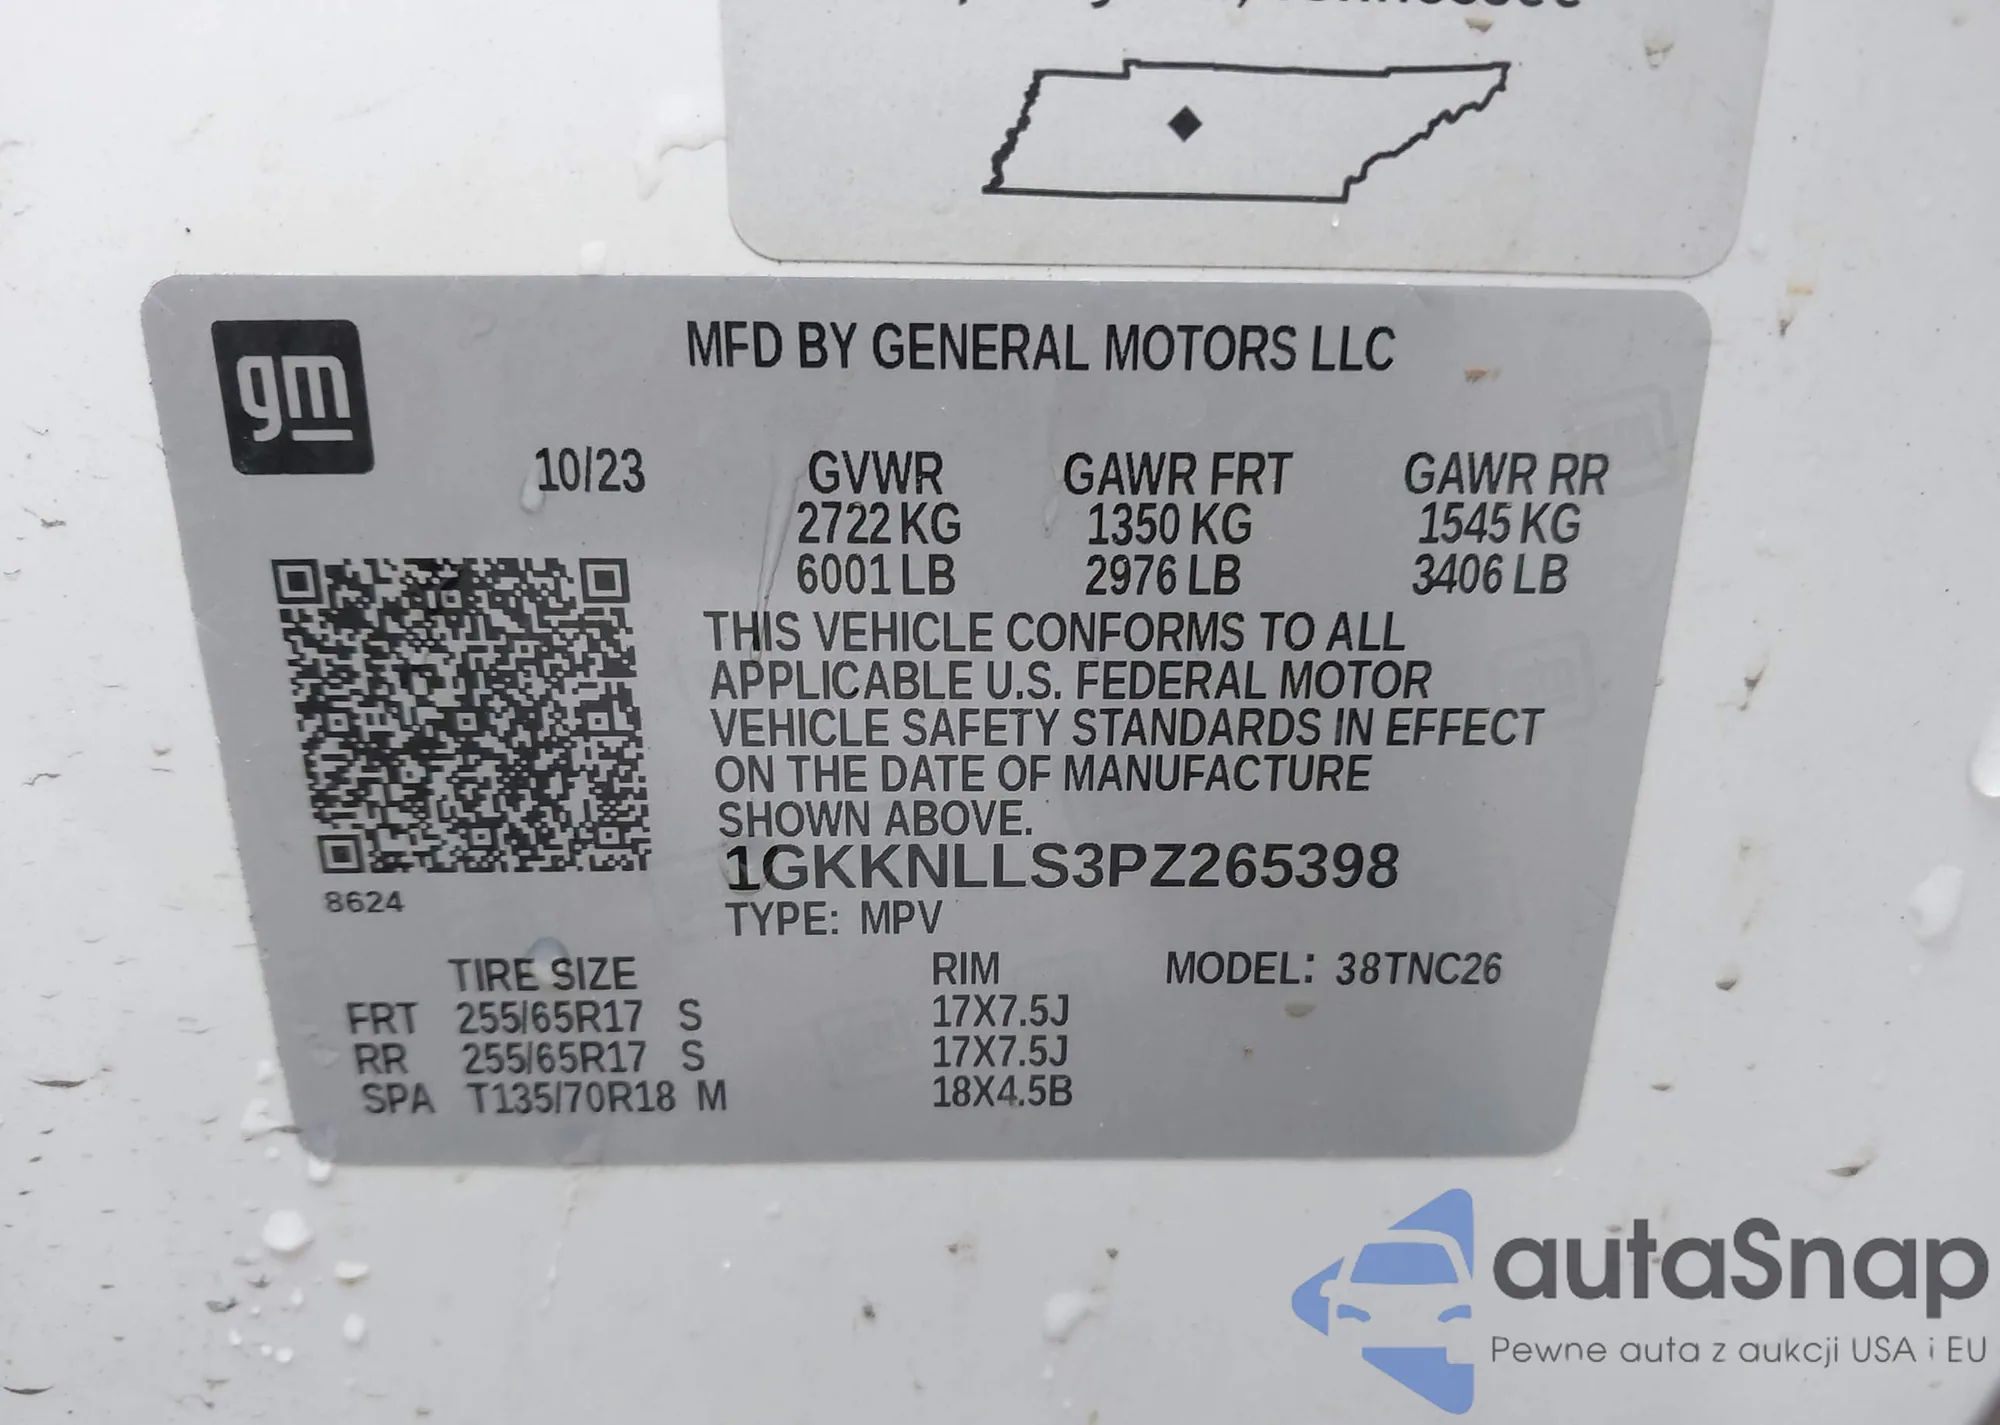 gm
MFD BY GENERAL MOTORS LLC
10/23 GVWR GAWR FRT GAWR RR
2722 KG 1350 KG 1545 KG
6001 LB 2976 LB 3406 LB
THIS VEHICLE CONFORMS TO ALL
APPLICABLE U.S. FEDERAL MOTOR
VEHICLE SAFETY STANDARDS IN EFFECT
ON THE DATE OF MANUFACTURE
SHOWN ABOVE.
1GKKNLLS3PZ265398
8624
TYPE: MPV
TIRE SIZE RIM MODEL: 38TNC26
FRT 255/65R17 S 17X7.5J
RR 255/65R17 S 17X7.5J
SPA T135/70R18 M 18X4.5B
autaSnap
Pewne auta z aukcji USA i EU